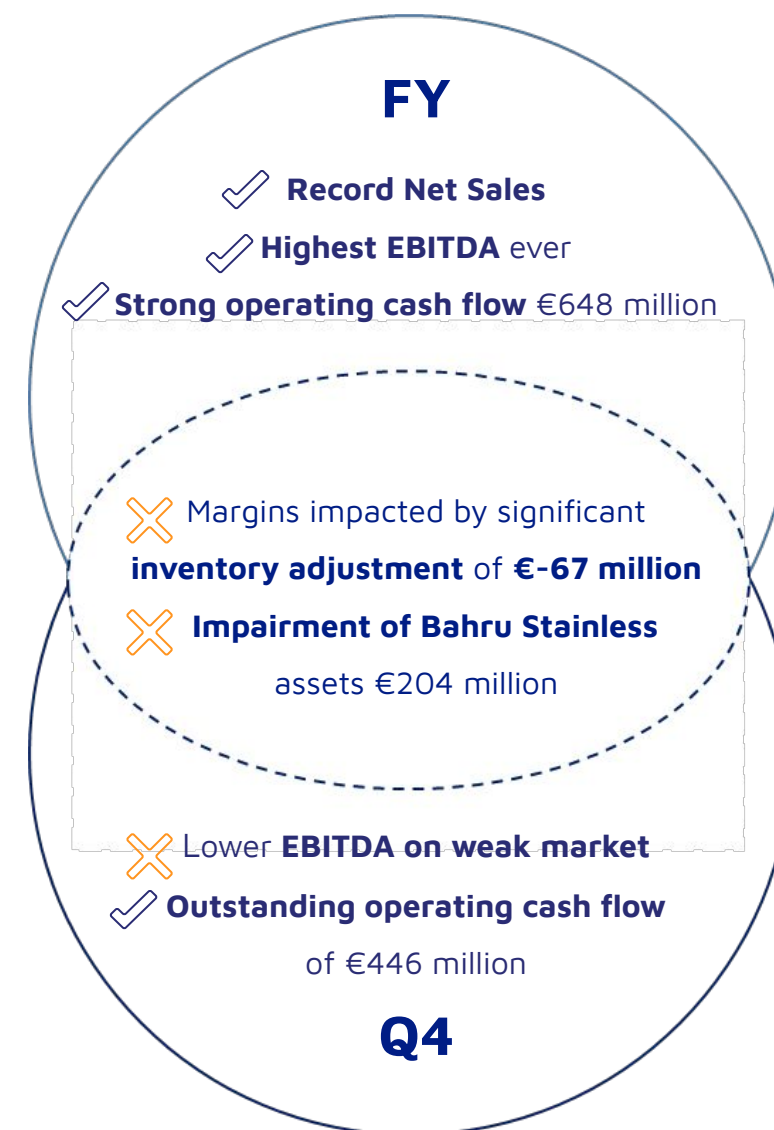 FY
Record Net Sales
Highest EBITDA ever
Strong operating cash flow €648 million
Margins impacted by significant
inventory adjustment of €-67 million
Impairment of Bahru Stainless
assets €204 million
Lower EBITDA on weak market
Outstanding operating cash flow
of €446 million
Q4